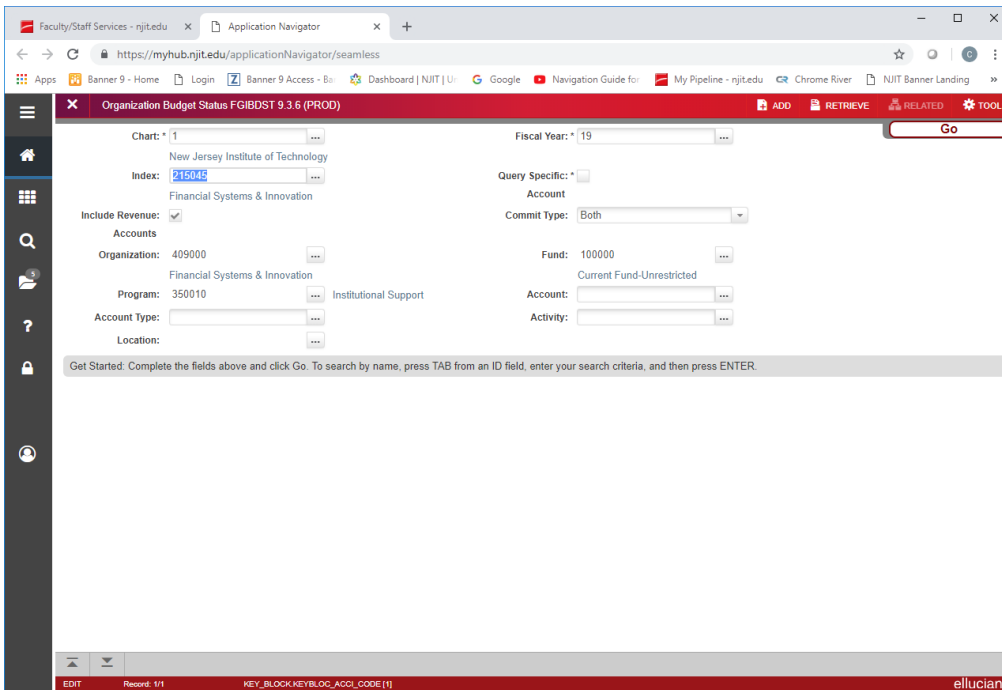 Faculty/Staff Services - njit.edu
Application Navigator
https://myhub.njit.edu/applicationNavigator/seamless
Apps Banner 9 - Home Login Banner 9 Access - Ba Dashboard | NJIT | U Google Navigation Guide for My Pipeline - njit.edu CR Chrome River NJIT Banner Landing »
Organization Budget Status FGIBDST 9.3.6 (PROD) ADD RETRIEVE RELATED TOOL
Go
Chart: * 1 ... Fiscal Year: * 19 ...
New Jersey Institute of Technology
Index: 215045 ... Query Specific: *
Financial Systems & Innovation Account
Include Revenue: Commit Type: Both
Accounts
Organization: 409000 ... Fund: 100000 ...
Financial Systems & Innovation Current Fund-Unrestricted
Program: 350010 ... Institutional Support Account: ...
Account Type: ... Activity: ...
Location: ...
5
?
Get Started: Complete the fields above and click Go. To search by name, press TAB from an ID field, enter your search criteria, and then press ENTER.
EDIT Record: 1/1 KEY_BLOCK.KEYBLOC_ACCI_CODE [1] ellucian